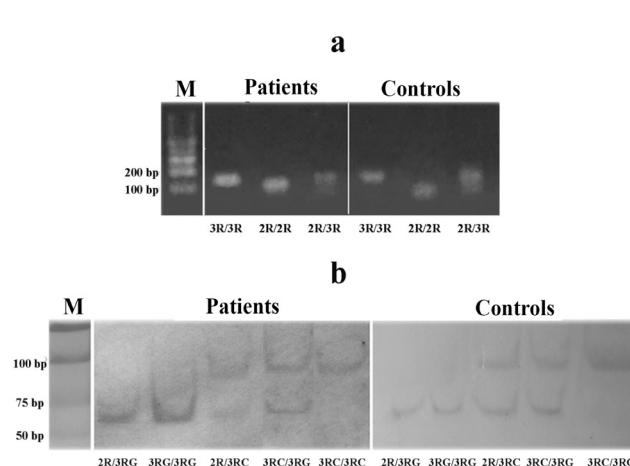 a
M Patients Controls
200 bp
100 bp
3R/3R 2R/2R 2R/3R 3R/3R 2R/2R 2R/3R
b
M Patients Controls
100 bp
75 bp
50 bp
2R/3RG 3RG/3RG 2R/3RC 3RC/3RG 3RC/3RC 2R/3RG 3RG/3RG 2R/3RC 3RC/3RG 3RC/3RC